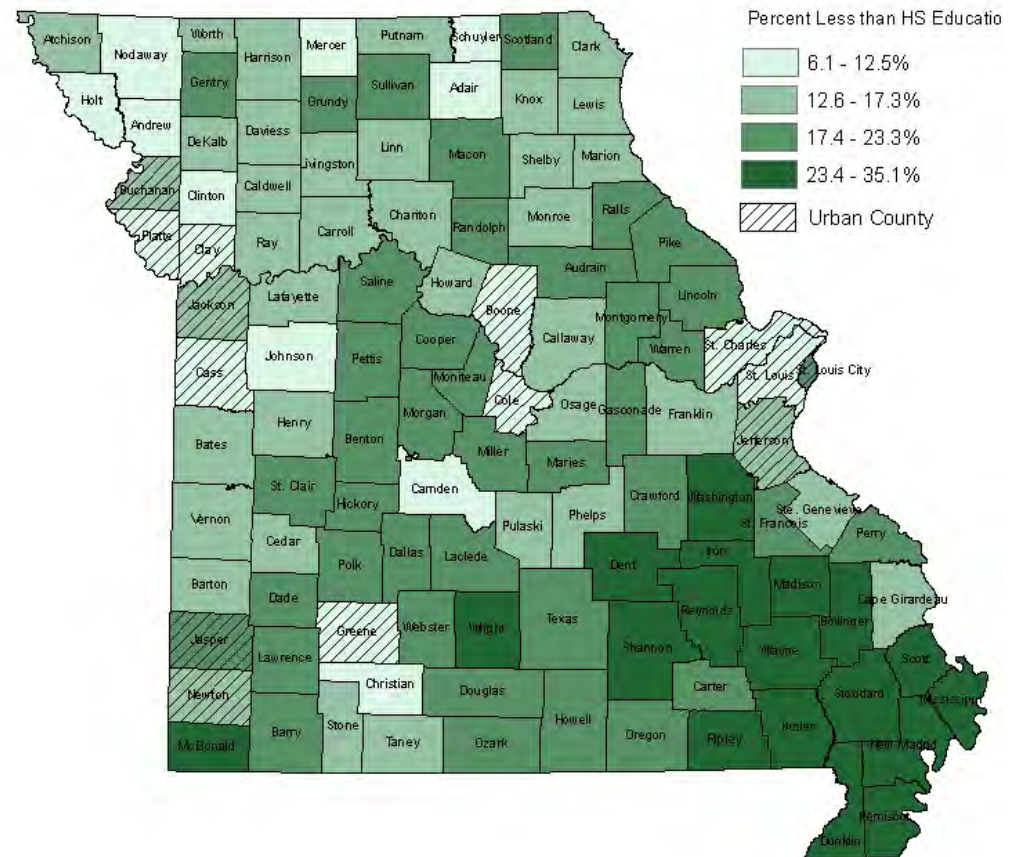 Percent Less than HS Educatio
6.1 - 12.5%
12.6 - 17.3%
17.4 - 23.3%
23.4 - 35.1%
Urban County
Atchison
Nodaway
Worth
Harrison
Mercer
Putnam
Schuyler
Scotland
Clark
Holt
Andrew
Gentry
Grundy
Sullivan
Adair
Knox
Lewis
DeKalb
Daviess
Livingston
Linn
Macon
Shelby
Marion
Buchanan
Clinton
Caldwell
Chariton
Randolph
Monroe
Ralls
Pike
Platte
Clay
Ray
Carroll
Saline
Howard
Boone
Audrain
Lincoln
Jackson
Lafayette
Cooper
Callaway
Montgomery
Warren
St. Charles
St. Louis
St. Louis City
Cass
Johnson
Pettis
Moniteau
Cole
Osage
Gasconade
Franklin
Jefferson
Bates
Henry
Benton
Morgan
Miller
Maries
St. Clair
Hickory
Camden
Pulaski
Phelps
Crawford
Washington
St. Francois
Ste. Genevieve
Perry
Vernon
Cedar
Polk
Dallas
Laclede
Dent
Iron
Madison
Bollinger
Cape Girardeau
Barton
Dade
Greene
Webster
Wright
Texas
Shannon
Reynolds
Wayne
Scott
Jasper
Lawrence
Christian
Douglas
Howell
Carter
Stoddard
Mississippi
Newton
McDonald
Barry
Stone
Taney
Ozark
Oregon
Ripley
Butler
New Madrid
Pemiscot
Dunklin